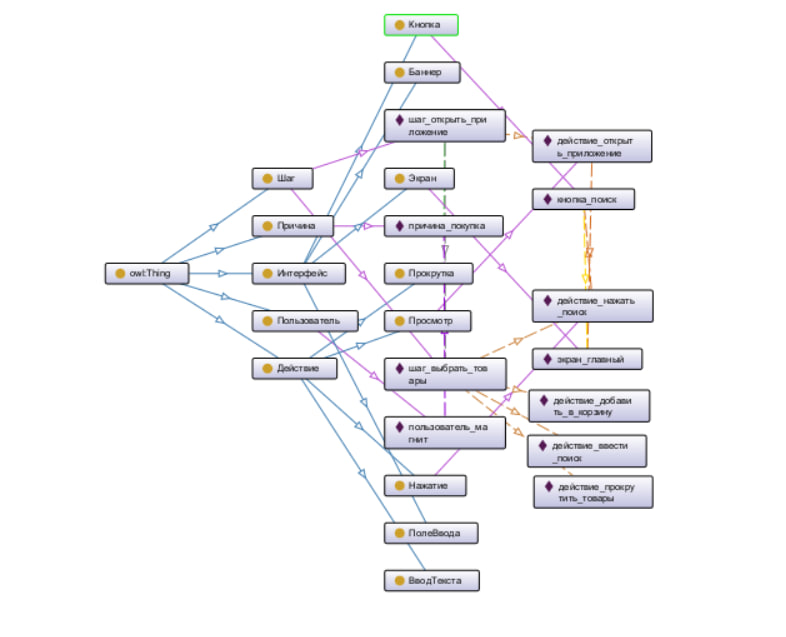 Кнопка
Баннер
шаг_открыть_при
ложение
действие_открыт
ь_приложение
Шаг
Экран
кнопка_поиск
Причина
причина_покупка
owl:Thing
Интерфейс
Прокрутка
действие_нажать
_поиск
Пользователь
Просмотр
экран_главный
Действие
шаг_выбрать_тов
ары
действие_добави
ть_в_корзину
пользователь_ма
гнит
действие_ввести
_поиск
Нажатие
действие_прокру
тить_товары
ПолеВвода
ВводТекста